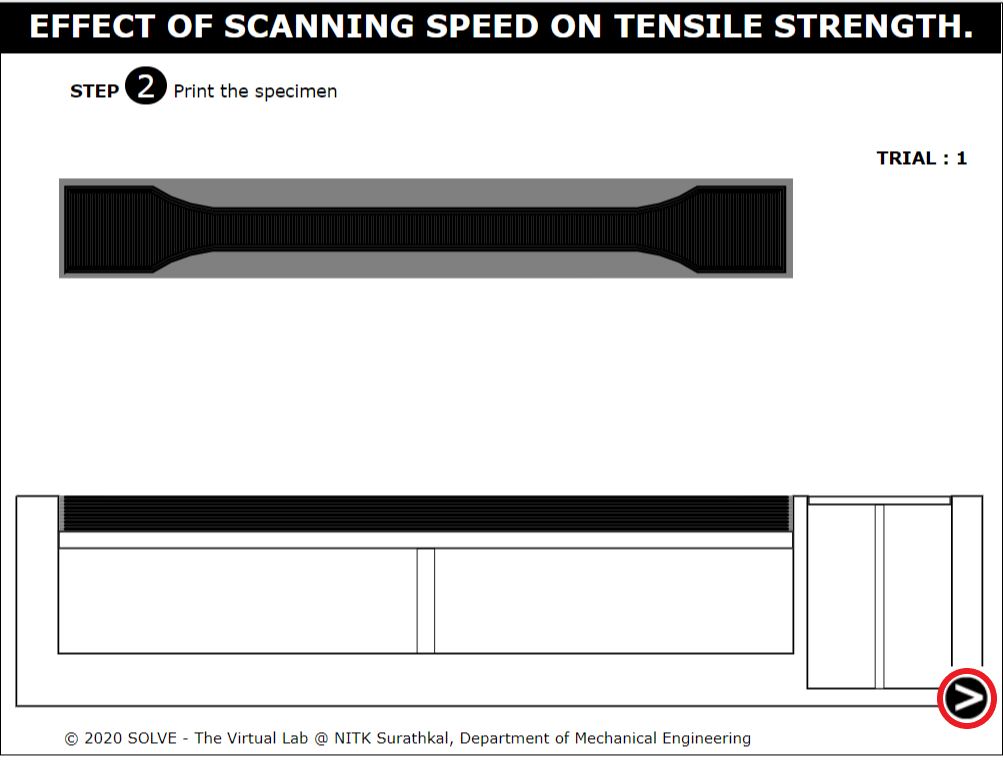 EFFECT OF SCANNING SPEED ON TENSILE STRENGTH.
STEP 2 Print the specimen
TRIAL : 1
>
© 2020 SOLVE - The Virtual Lab @ NITK Surathkal, Department of Mechanical Engineering